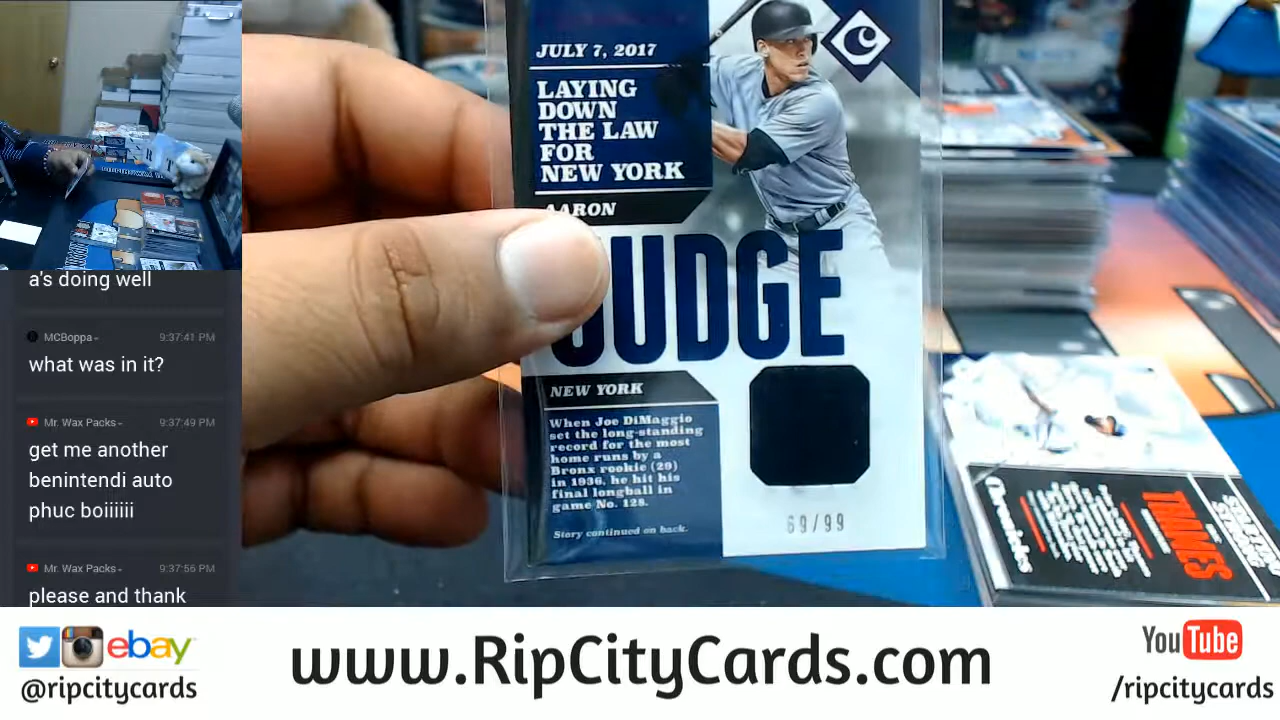 a's doing well
MCBoppa-
9:37:41 PM
what was in it?
Mr. Wax Packs-
9:37:49 PM
get me another
benintendi auto
phuc boiiiiii
Mr. Wax Packs-
9:37:56 PM
please and thank
JULY 7, 2017
LAYING
DOWN
THE LAW
FOR
NEW YORK
AARON
JUDGE
NEW YORK
When Joe DiMaggio
set the long-standing
record for the most
home runs by a
Bronx rookie (29)
in 1936, he hit his
final longball in
game No. 128.
Story continued on back.
69/99
C
THAMES
Chronicles
ebay
@ripcitycards
www.RipCityCards.com
YouTube
/ripcitycards